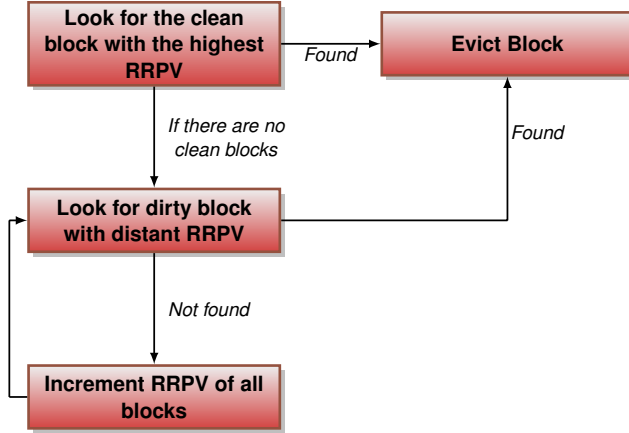 Look for the clean
block with the highest
RRPV
Found
Evict Block
If there are no
clean blocks
Found
Look for dirty block
with distant RRPV
Not found
Increment RRPV of all
blocks